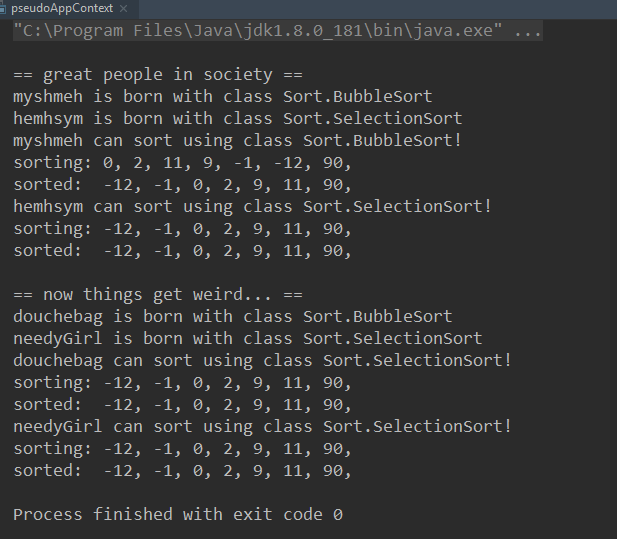 pseudoAppContext ×
"C:\Program Files\Java\jdk1.8.0_181\bin\java.exe" ...
== great people in society ==
myshmeh is born with class Sort.BubbleSort
hemhsym is born with class Sort.SelectionSort
myshmeh can sort using class Sort.BubbleSort!
sorting: 0, 2, 11, 9, -1, -12, 90,
sorted:  -12, -1, 0, 2, 9, 11, 90,
hemhsym can sort using class Sort.SelectionSort!
sorting: -12, -1, 0, 2, 9, 11, 90,
sorted:  -12, -1, 0, 2, 9, 11, 90,
== now things get weird... ==
douchebag is born with class Sort.BubbleSort
needyGirl is born with class Sort.SelectionSort
douchebag can sort using class Sort.SelectionSort!
sorting: -12, -1, 0, 2, 9, 11, 90,
sorted:  -12, -1, 0, 2, 9, 11, 90,
needyGirl can sort using class Sort.SelectionSort!
sorting: -12, -1, 0, 2, 9, 11, 90,
sorted:  -12, -1, 0, 2, 9, 11, 90,
Process finished with exit code 0